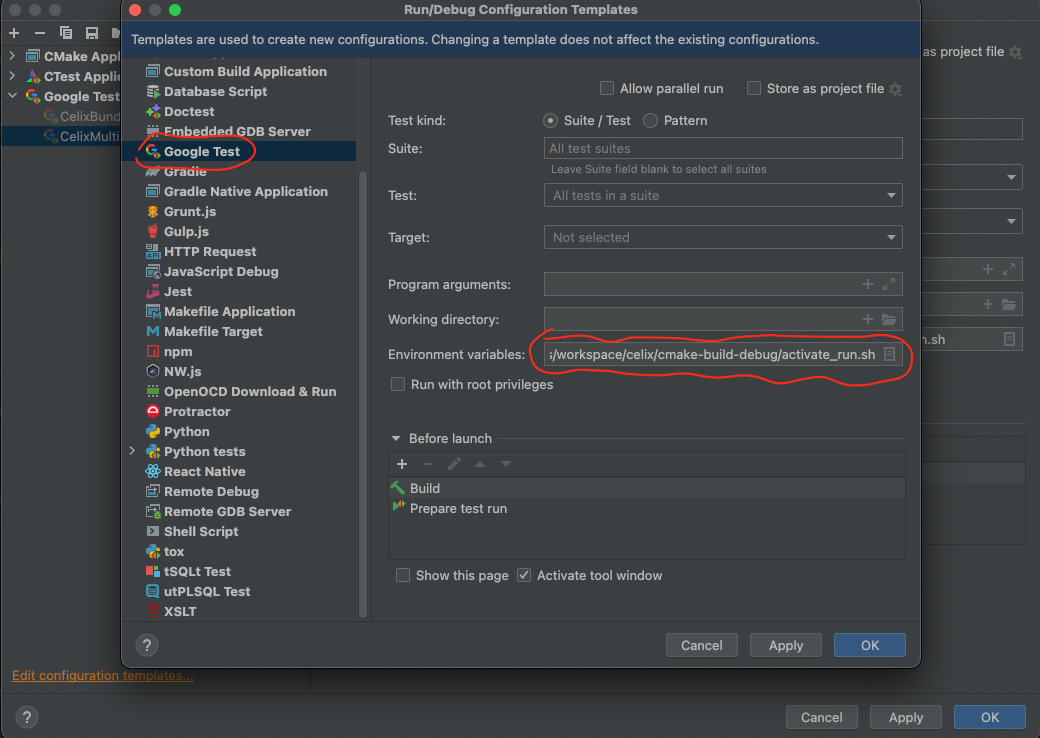 Run/Debug Configuration Templates
Templates are used to create new configurations. Changing a template does not affect the existing configurations.
CMake Appl
CTest Applic
Google Test
CelixBund
CelixMulti
Edit configuration templates...
Custom Build Application
Database Script
Doctest
Embedded GDB Server
Google Test
Gradle
Gradle Native Application
Grunt.js
Gulp.js
HTTP Request
JavaScript Debug
Jest
Makefile Application
Makefile Target
npm
NW.js
OpenOCD Download & Run
Protractor
Python
Python tests
React Native
Remote Debug
Remote GDB Server
Shell Script
tox
tSQLt Test
utPLSQL Test
XSLT
Allow parallel run
Store as project file
Test kind:
Suite / Test
Pattern
Suite:
All test suites
Leave Suite field blank to select all suites
Test:
All tests in a suite
Target:
Not selected
Program arguments:
Working directory:
Environment variables:
/workspace/celix/cmake-build-debug/activate_run.sh
Run with root privileges
Before launch
Build
Prepare test run
Show this page
Activate tool window
?
Cancel
Apply
OK
as project file
n.sh
?
Cancel
Apply
OK